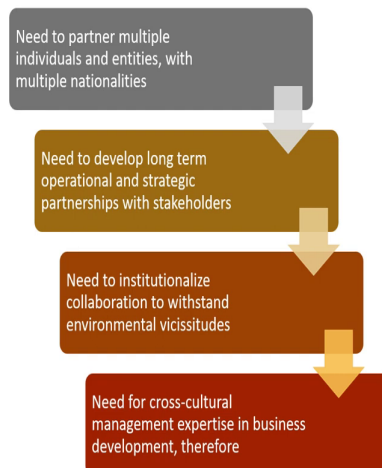 Need to partner multiple
individuals and entities, with
multiple nationalities
Need to develop long term
operational and strategic
partnerships with stakeholders
Need to institutionalize
collaboration to withstand
environmental vicissitudes
Need for cross-cultural
management expertise in business
development, therefore